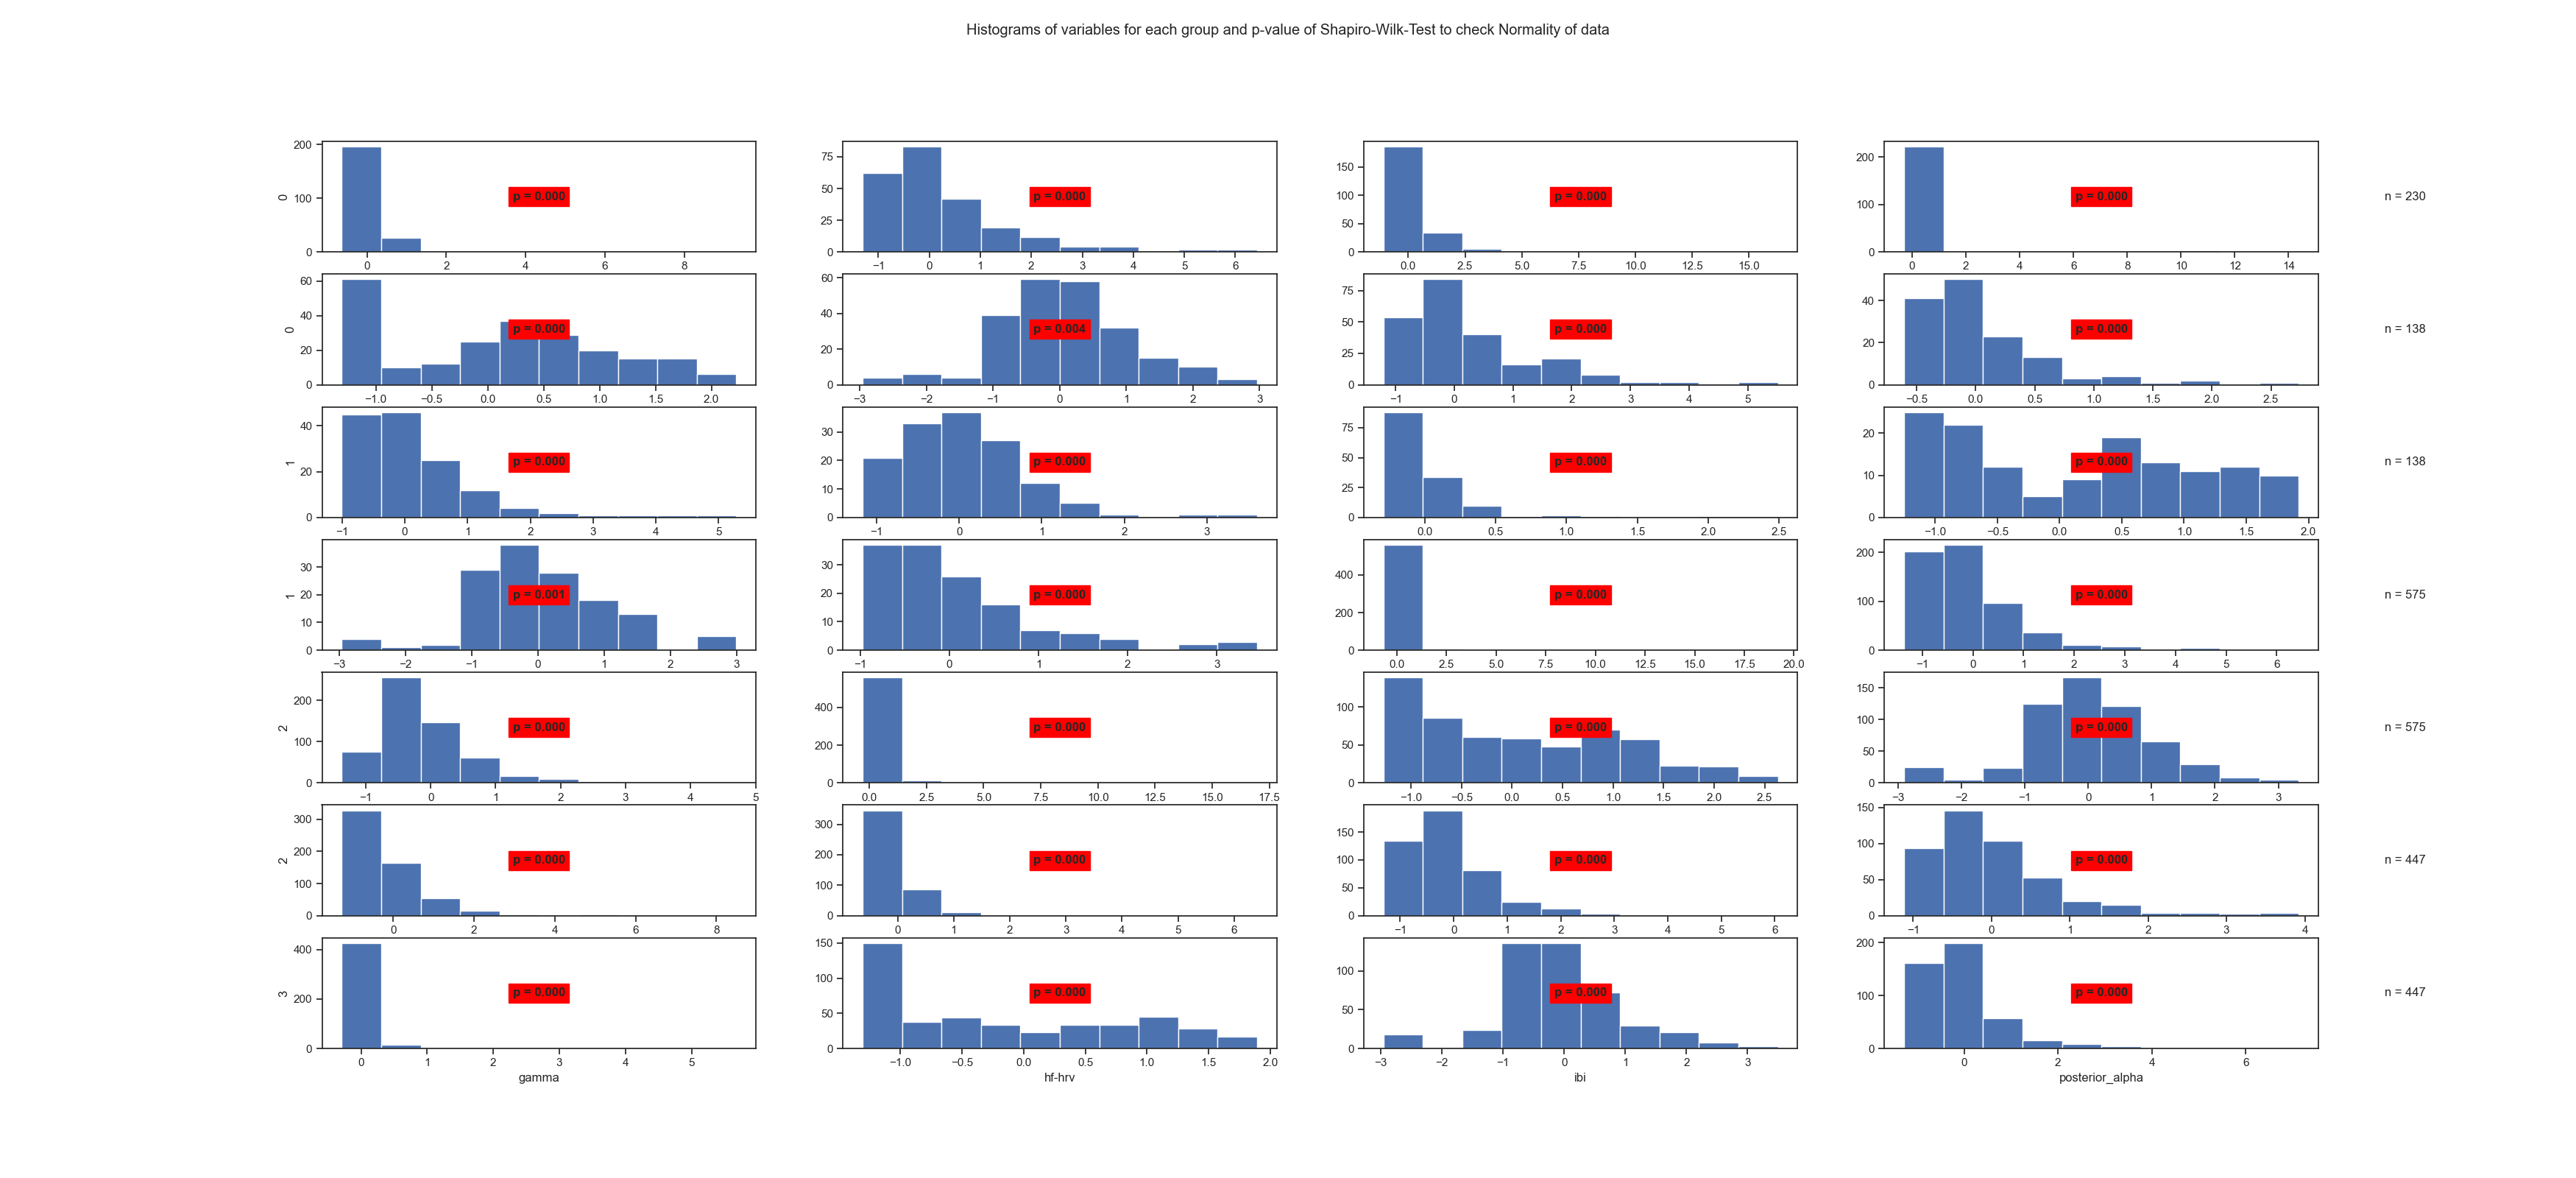 Histograms of variables for each group and p-value of Shapiro-Wilk-Test to check Normality of data
200 75 150 200
0 100 p = 0.000 50 p = 0.000 100 p = 0.000 100 p = 0.000 n = 230
25 50
0 0 0 0
0 2 4 6 8 −1 0 1 2 3 4 5 6 0.0 2.5 5.0 7.5 10.0 12.5 15.0 0 2 4 6 8 10 12 14
60 60 75 40
0 40 p = 0.000 40 p = 0.004 50 p = 0.000 20 p = 0.000 n = 138
20 20 25
0 0 0 0
−1.0 −0.5 0.0 0.5 1.0 1.5 2.0 −3 −2 −1 0 1 2 3 −1 0 1 2 3 4 5 −0.5 0.0 0.5 1.0 1.5 2.0 2.5
40 30 75 20
1 20 p = 0.000 20 p = 0.000 50 p = 0.000 10 p = 0.000 n = 138
10 25
0 0 0 0
−1 0 1 2 3 4 5 −1 0 1 2 3 0.0 0.5 1.0 1.5 2.0 2.5 −1.0 −0.5 0.0 0.5 1.0 1.5 2.0
30 30 400 200
1 20 p = 0.001 20 p = 0.000 200 p = 0.000 100 p = 0.000 n = 575
10 10
0 0 0 0
−3 −2 −1 0 1 2 3 −1 0 1 2 3 0.0 2.5 5.0 7.5 10.0 12.5 15.0 17.5 20.0 −1 0 1 2 3 4 5 6
200 400 100 150
2 100 p = 0.000 200 p = 0.000 50 p = 0.000 100 p = 0.000 n = 575
50
0 0 0 0
−1 0 1 2 3 4 5 0.0 2.5 5.0 7.5 10.0 12.5 15.0 17.5 −1.0 −0.5 0.0 0.5 1.0 1.5 2.0 2.5 −3 −2 −1 0 1 2 3
300 300 150 150
2 200 p = 0.000 200 p = 0.000 100 p = 0.000 100 p = 0.000 n = 447
100 100 50 50
0 0 0 0
0 2 4 6 8 0 1 2 3 4 5 6 −1 0 1 2 3 4 5 6 −1 0 1 2 3 4
400 150 100 200
3 200 p = 0.000 100 p = 0.000 50 p = 0.000 100 p = 0.000 n = 447
50
0 0 0 0
0 1 2 3 4 5 −1.0 −0.5 0.0 0.5 1.0 1.5 2.0 −3 −2 −1 0 1 2 3 0 2 4 6
gamma hf-hrv ibi posterior_alpha